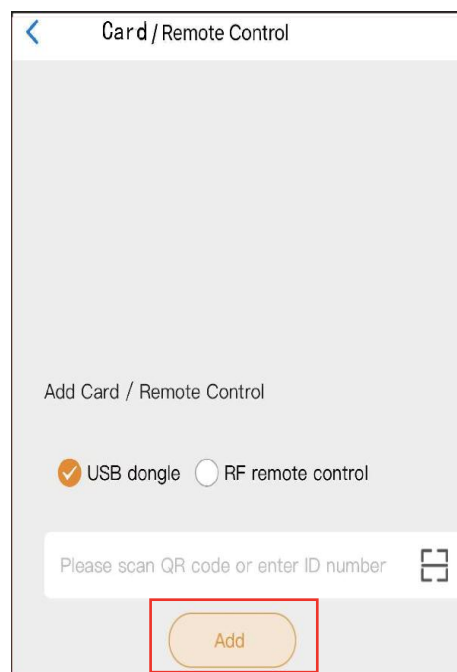 Card / Remote Control
Add Card / Remote Control
USB dongle RF remote control
Please scan QR code or enter ID number
Add